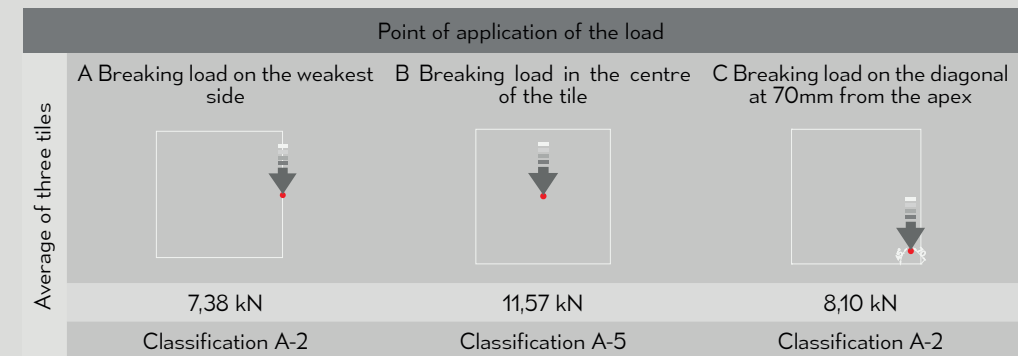 Point of application of the load
Average of three tiles
A Breaking load on the weakest
side
B Breaking load in the centre
of the tile
C Breaking load on the diagonal
at 70mm from the apex
7,38 kN
11,57 kN
8,10 kN
Classification A-2
Classification A-5
Classification A-2